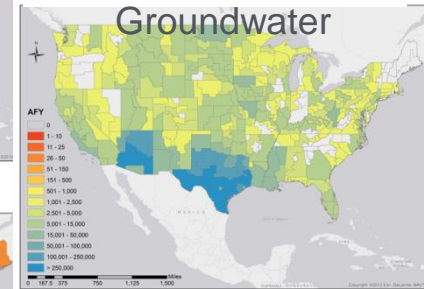 Groundwater
AFY
0
1 - 10
11 - 25
26 - 50
51 - 150
151 - 500
501 - 1,000
1,001 - 2,500
2,501 - 5,000
5,001 - 15,000
15,001 - 50,000
50,001 - 100,000
100,001 - 250,000
> 250,000
MEXICO
Miles
0 187.5 375 750 1,125 1,500